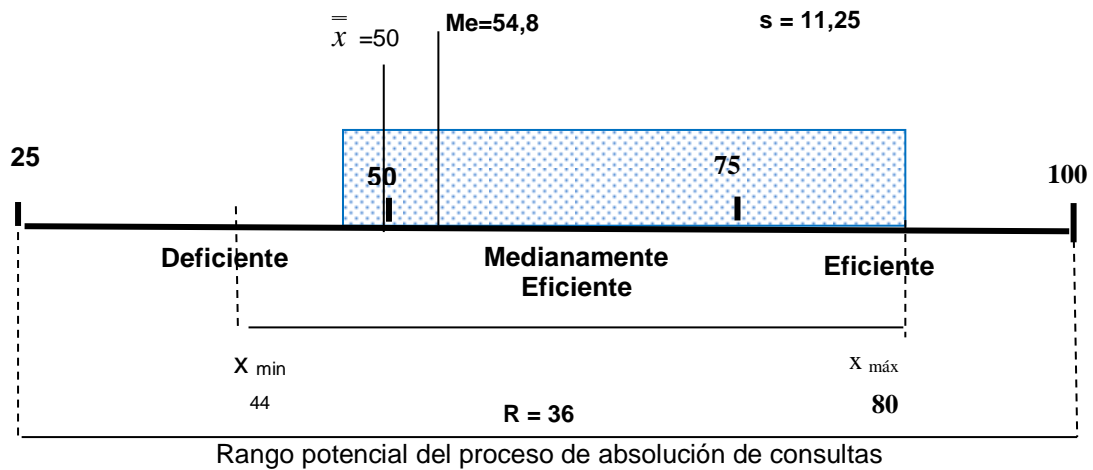 x̿ =50
Me=54,8
s = 11,25
25
50
75
100
Deficiente
Medianamente
Eficiente
Eficiente
X min
44
x máx
80
R = 36
Rango potencial del proceso de absolución de consultas